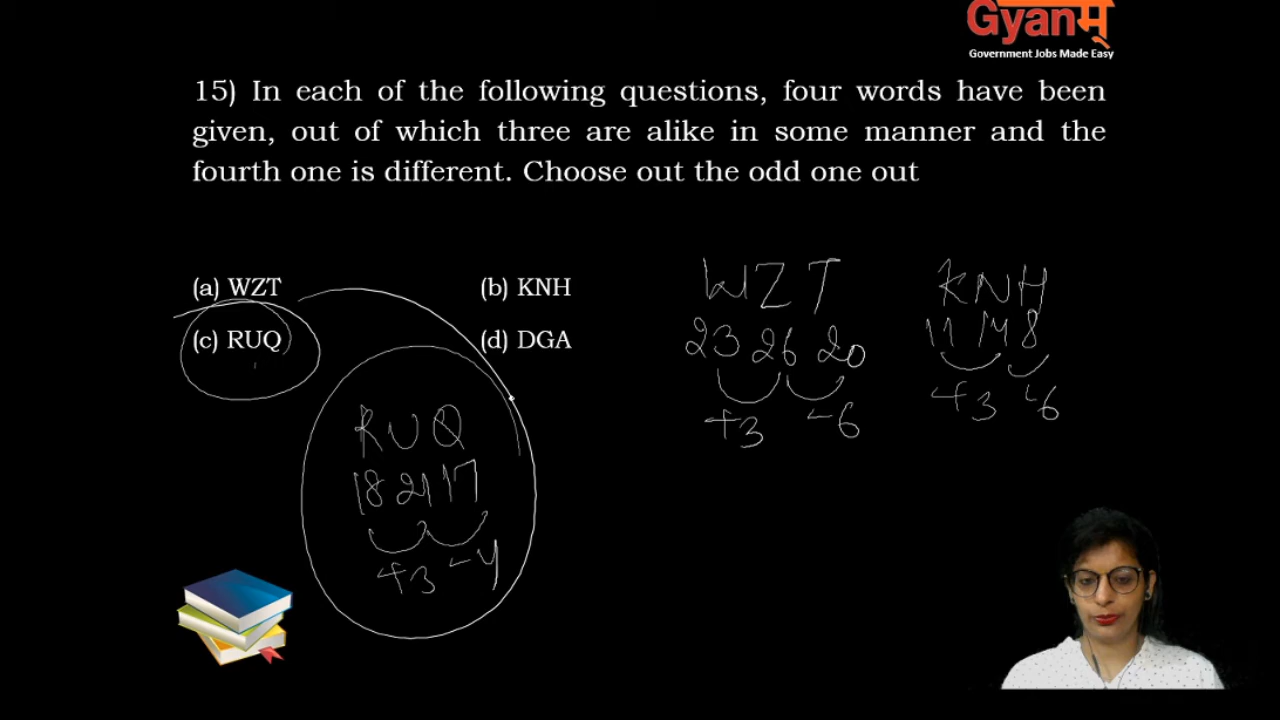 Gyanम्
Government Jobs Made Easy
15) In each of the following questions, four words have been
given, out of which three are alike in some manner and the
fourth one is different. Choose out the odd one out
(a) WZT
(b) KNH
(c) RUQ
(d) DGA
WZT
23 26 20
+3 -6
KNH
11 14 8
+3 -6
RUQ
18 21 17
+3 -4